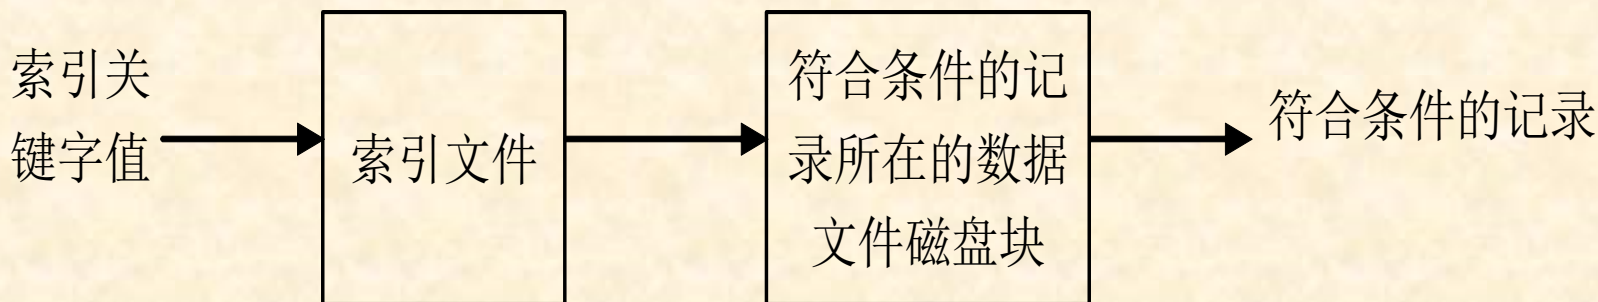 索引关
键字值
索引文件
符合条件的记
录所在的数据
文件磁盘块
符合条件的记录